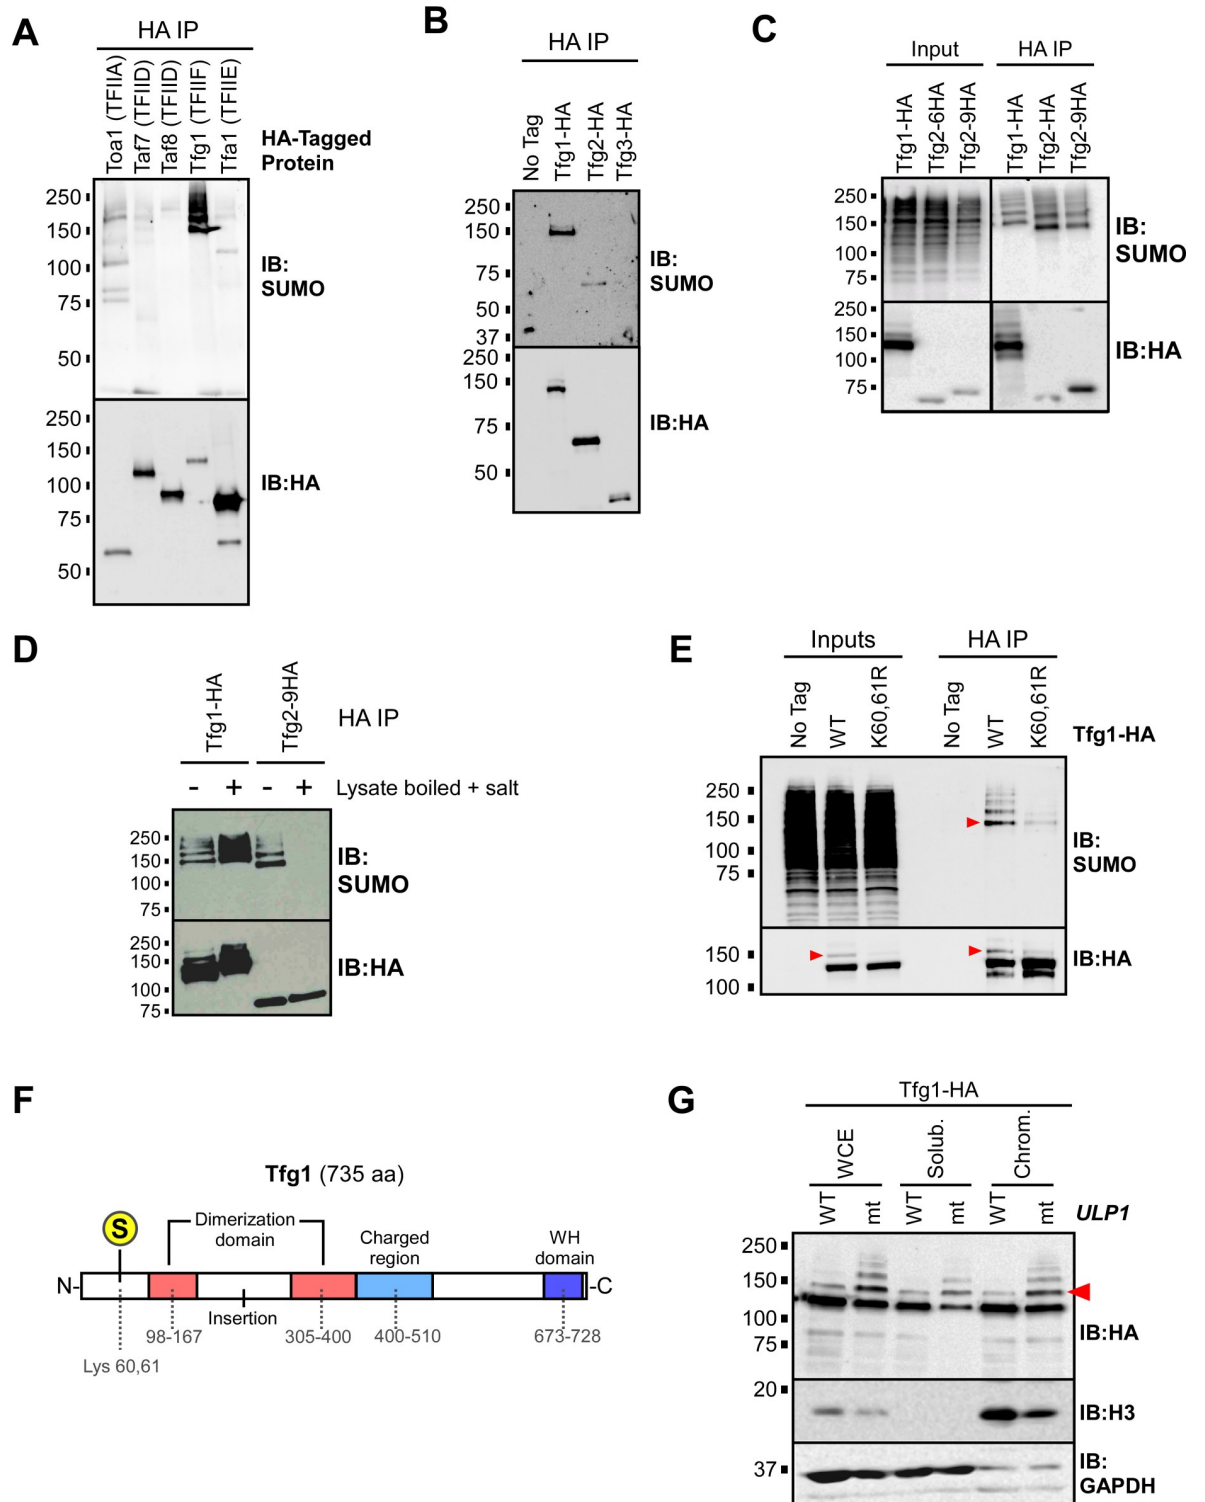 A
HA IP
Toa1 (TFIIA)
Taf7 (TFIID)
Taf8 (TFIID)
Tfg1 (TFIIF)
Tfa1 (TFIIE)
HA-Tagged
Protein
250
150
100
75
50
IB:
SUMO
250
150
100
75
50
IB:HA
B
HA IP
No Tag
Tfg1-HA
Tfg2-HA
Tfg3-HA
250
150
75
50
37
IB:
SUMO
250
150
75
50
IB:HA
C
Input
HA IP
Tfg1-HA
Tfg2-6HA
Tfg2-9HA
Tfg1-HA
Tfg2-HA
Tfg2-9HA
250
150
100
75
IB:
SUMO
250
150
100
75
IB:HA
D
Tfg1-HA
Tfg2-9HA
HA IP
- + - + Lysate boiled + salt
250
150
100
75
IB:
SUMO
250
150
100
75
IB:HA
E
Inputs
HA IP
No Tag
WT
K60,61R
No Tag
WT
K60,61R
Tfg1-HA
250
150
100
75
IB:
SUMO
150
100
IB:HA
F
Tfg1 (735 aa)
S
Dimerization
domain
Charged
region
WH
domain
N-
-C
Insertion
98-167
305-400
400-510
673-728
Lys 60,61
G
Tfg1-HA
WCE
Solub.
Chrom.
WT
mt
WT
mt
WT
mt
ULP1
250
150
100
75
IB:HA
20
IB:H3
37
IB:
GAPDH